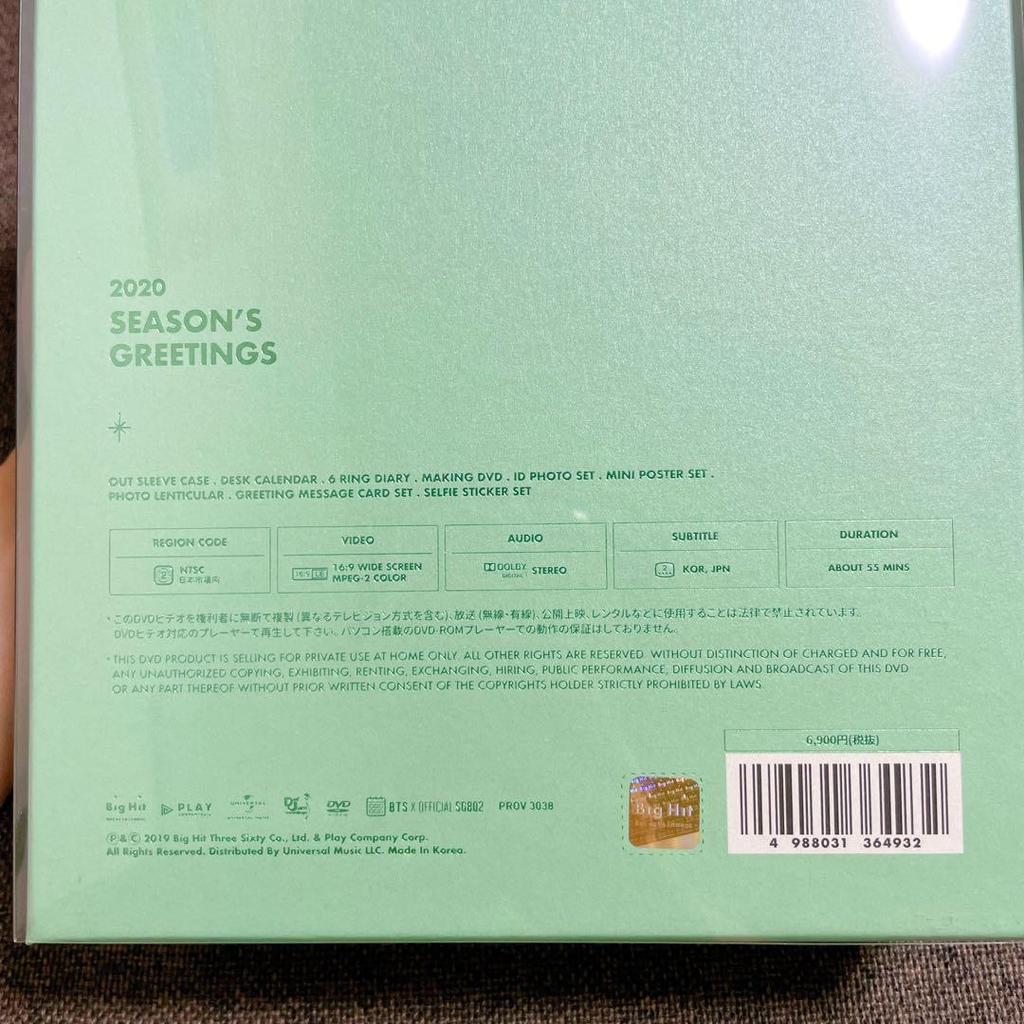 2020
SEASON'S
GREETINGS
OUT SLEEVE CASE . DESK CALENDAR . 6 RING DIARY . MAKING DVD . ID PHOTO SET . MINI POSTER SET .
PHOTO LENTICULAR . GREETING MESSAGE CARD SET . SELFIE STICKER SET
REGION CODE
2 NTSC
日本市場向
VIDEO
16:9 LB 16:9 WIDE SCREEN
MPEG-2 COLOR
AUDIO
DOLBY DIGITAL STEREO
SUBTITLE
2 KOR, JPN
DURATION
ABOUT 55 MINS
*このDVDビデオを権利者に無断で複製(異なるテレビジョン方式を含む)、放送(無線・有線)、公開上映、レンタルなどに使用することは法律で禁止されています。
DVDビデオ対応のプレーヤーで再生して下さい。パソコン搭載のDVD-ROMプレーヤーでの動作の保証はしておりません。
*THIS DVD PRODUCT IS SELLING FOR PRIVATE USE AT HOME ONLY. ALL OTHER RIGHTS ARE RESERVED. WITHOUT DISTINCTION OF CHARGED AND FOR FREE,
ANY UNAUTHORIZED COPYING, EXHIBITING, RENTING, EXCHANGING, HIRING, PUBLIC PERFORMANCE, DIFFUSION AND BROADCAST OF THIS DVD
OR ANY PART THEREOF WITHOUT PRIOR WRITTEN CONSENT OF THE COPYRIGHTS HOLDER STRICTLY PROHIBITED BY LAWS.
6,900円(税抜)
4 988031 364932
Big Hit
Big Hit PLAY UNIVERSAL Def Jam DVD BTS X OFFICIAL SG802 PROV 3038
Ⓟ&Ⓒ 2019 Big Hit Three Sixty Co., Ltd. & Play Company Corp.
All Rights Reserved. Distributed By Universal Music LLC. Made In Korea.